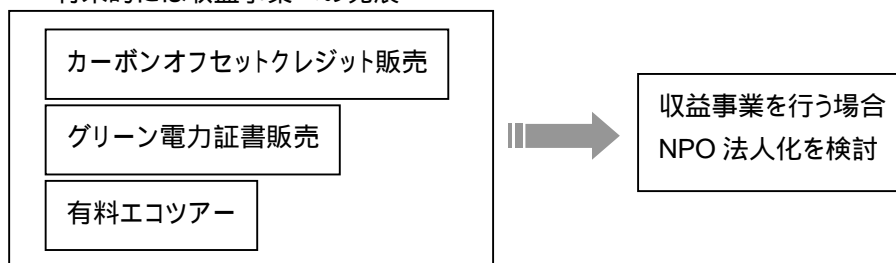 カーボンオフセットクレジット販売
グリーン電力証書販売
有料エコツアー
収益事業を行う場合
NPO 法人化を検討